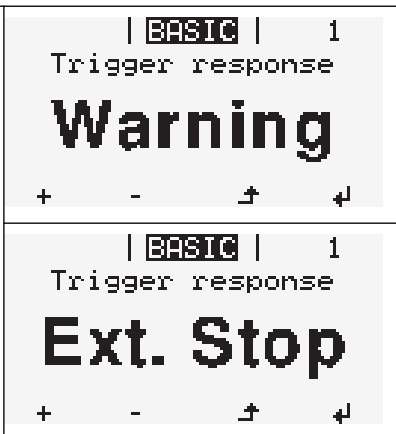 | BASIC | 1
Trigger response
Warning
+ - 
| BASIC | 1
Trigger response
Ext. Stop
+ -